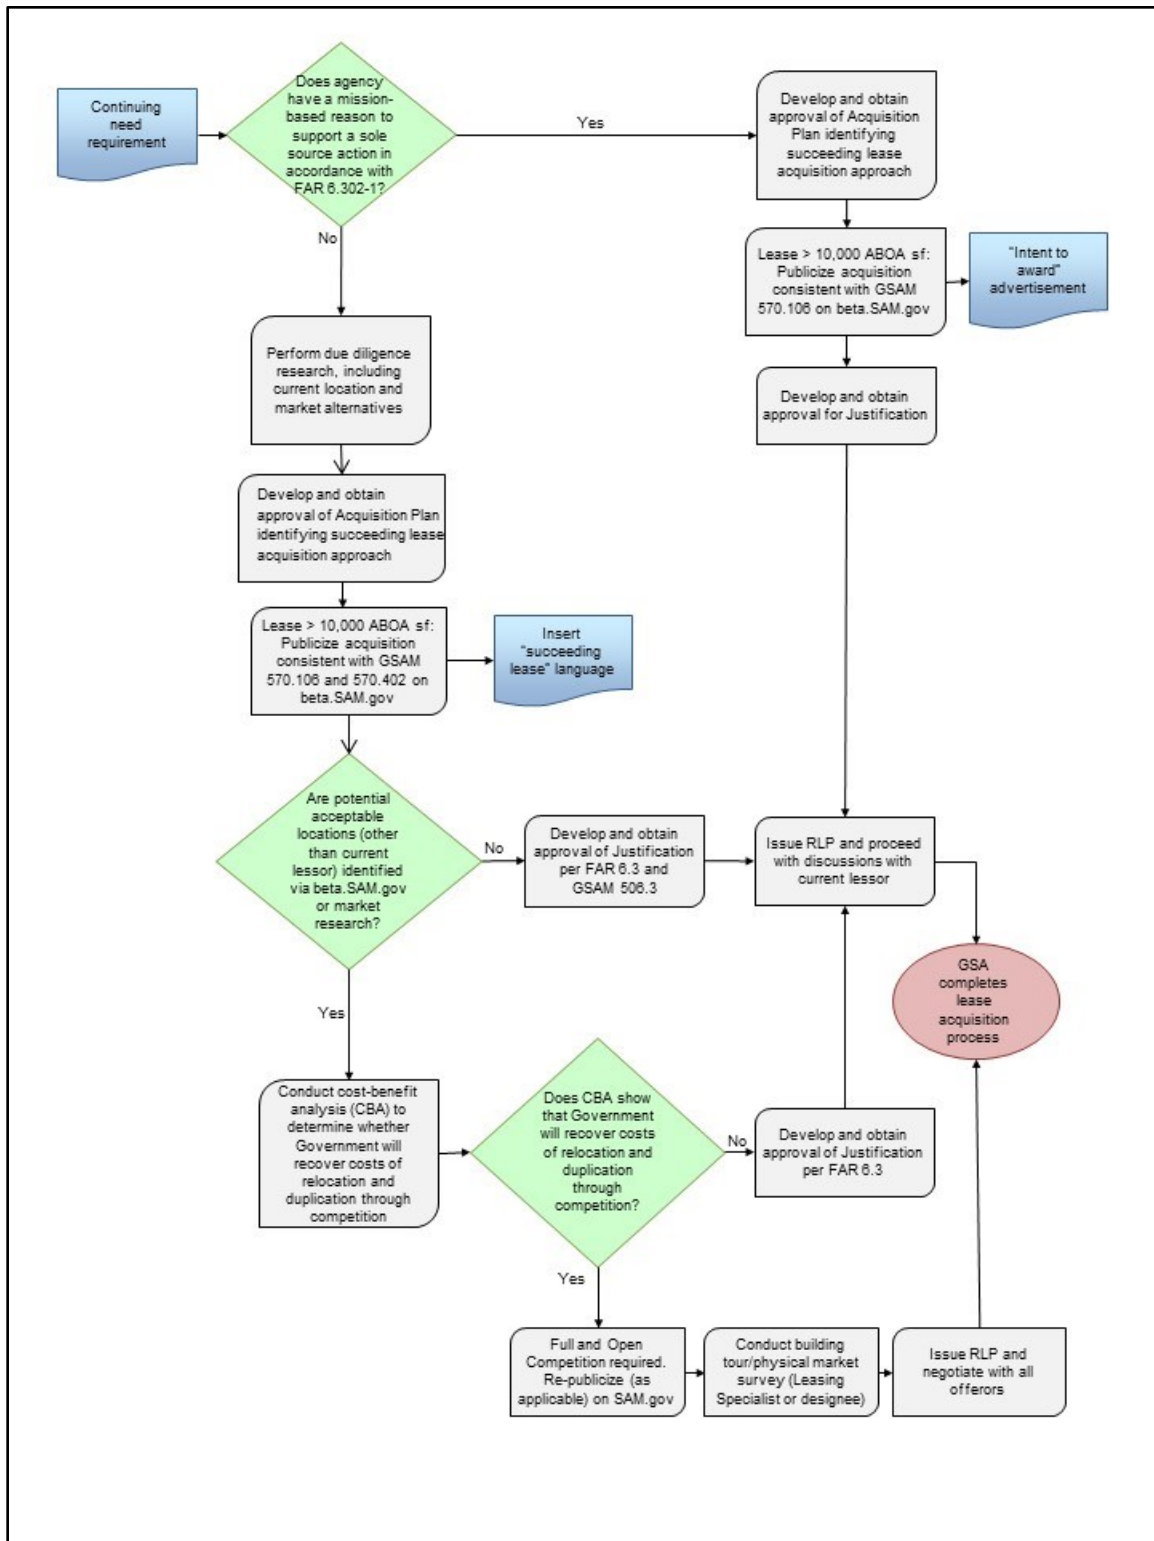 Continuing
need
requirement
Does agency
have a mission-
based reason to
support a sole
source action in
accordance with
FAR 6.302-1?
Yes
Develop and obtain
approval of Acquisition
Plan identifying
succeeding lease
acquisition approach
No
Lease > 10,000 ABOA sf:
Publicize acquisition
consistent with GSAM
570.106 on beta.SAM.gov
"Intent to
award"
advertisement
Perform due diligence
research, including
current location and
market alternatives
Develop and obtain
approval for Justification
Develop and obtain
approval of Acquisition Plan
identifying succeeding lease
acquisition approach
Lease > 10,000 ABOA sf:
Publicize acquisition
consistent with GSAM
570.106 and 570.402 on
beta.SAM.gov
Insert
"succeeding
lease" language
Are potential
acceptable
locations (other
than current
lessor) identified
via beta.SAM.gov
or market
research?
No
Develop and obtain
approval of Justification
per FAR 6.3 and
GSAM 506.3
Issue RLP and proceed
with discussions with
current lessor
Yes
GSA
completes
lease
acquisition
process
Conduct cost-benefit
analysis (CBA) to
determine whether
Government will
recover costs of
relocation and
duplication through
competition
Does CBA show
that Government
will recover costs
of relocation and
duplication
through
competition?
No
Develop and obtain
approval of Justification
per FAR 6.3
Yes
Full and Open
Competition required.
Re-publicize (as
applicable) on SAM.gov
Conduct building
tour/physical market
survey (Leasing
Specialist or designee)
Issue RLP and
negotiate with all
offerors